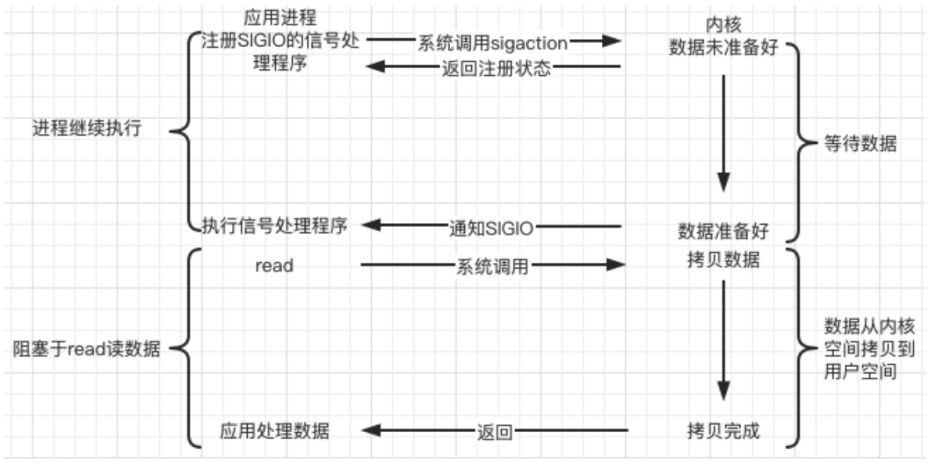 应用进程
内核
注册SIGIO的信号处
理程序
系统调用sigaction
数据未准备好
返回注册状态
进程继续执行
等待数据
执行信号处理程序
通知SIGIO
数据准备好
read
系统调用
拷贝数据
阻塞于read读数据
数据从内核
空间拷贝到
用户空间
应用处理数据
返回
拷贝完成